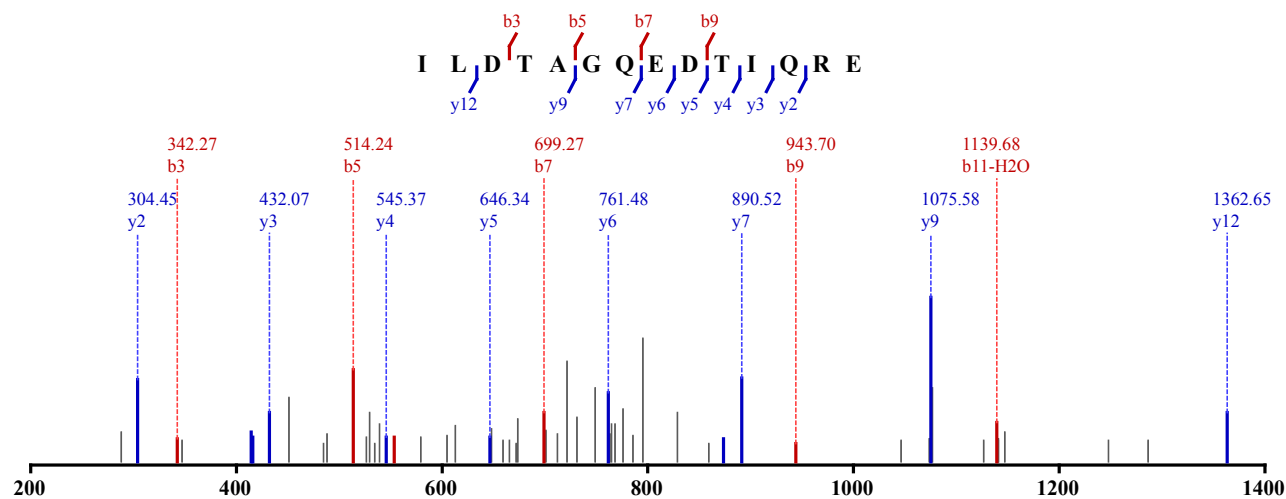 b3 b5 b7 b9
I L D T A G Q E D T I Q R E
y12 y9 y7 y6 y5 y4 y3 y2
342.27 514.24 699.27 943.70 1139.68
b3 b5 b7 b9 b11-H2O
304.45 432.07 545.37 646.34 761.48 890.52 1075.58 1362.65
y2 y3 y4 y5 y6 y7 y9 y12
200 400 600 800 1000 1200 1400